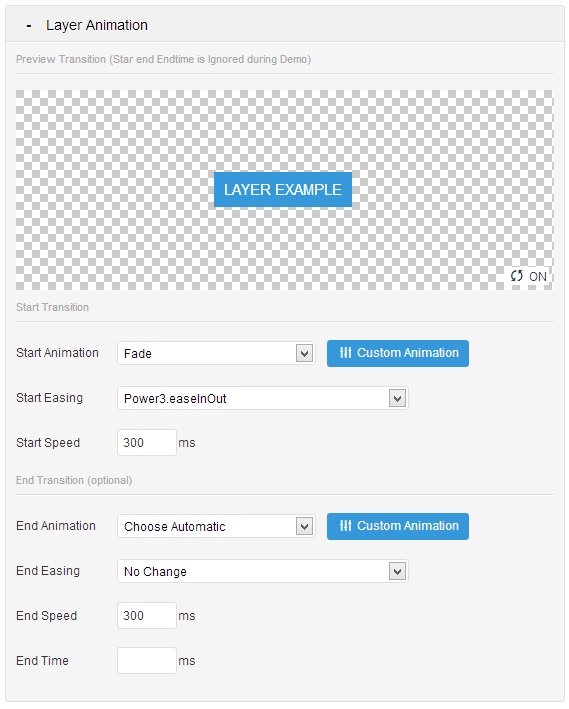 - Layer Animation
Preview Transition (Star end Endtime is Ignored during Demo)
LAYER EXAMPLE
ON
Start Transition
Start Animation Fade Custom Animation
Start Easing Power3.easeInOut
Start Speed 300 ms
End Transition (optional)
End Animation Choose Automatic Custom Animation
End Easing No Change
End Speed 300 ms
End Time ms